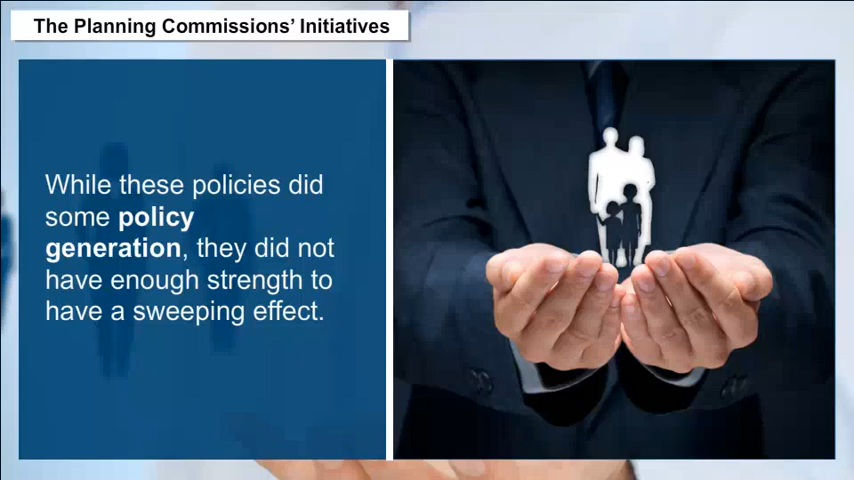 The Planning Commissions’ Initiatives
While these policies did
some policy
generation, they did not
have enough strength to
have a sweeping effect.